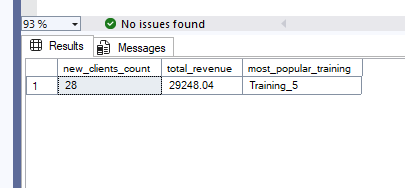 93 % No issues found
Results Messages
new_clients_count total_revenue most_popular_training
1 28 29248.04 Training_5